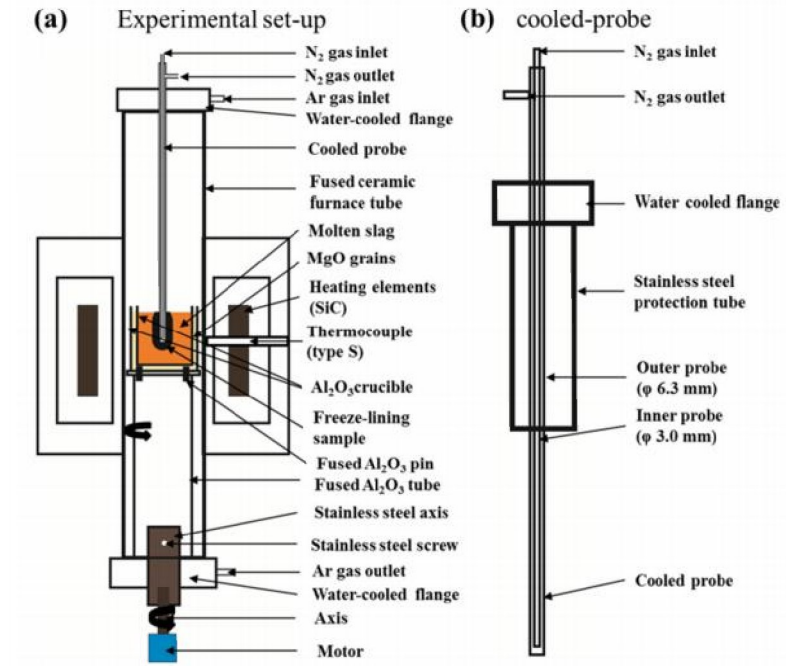 (a) Experimental set-up
N₂ gas inlet
N₂gas outlet
Ar gas inlet
Water-cooled flange
Cooled probe
Fused ceramic
furnace tube
Molten slag
MgO grains
Heating elements
(SiC)
Thermocouple
(type S)
Al₂O₃crucible
Freeze-lining
sample
Fused Al₂O₃ pin
Fused Al₂O₃ tube
Stainless steel axis
Stainless steel screw
Ar gas outlet
Water-cooled flange
Axis
Motor
(b) cooled-probe
N₂ gas inlet
N₂ gas outlet
Water cooled flange
Stainless steel
protection tube
Outer probe
(φ 6.3 mm)
Inner probe
(φ 3.0 mm)
Cooled probe